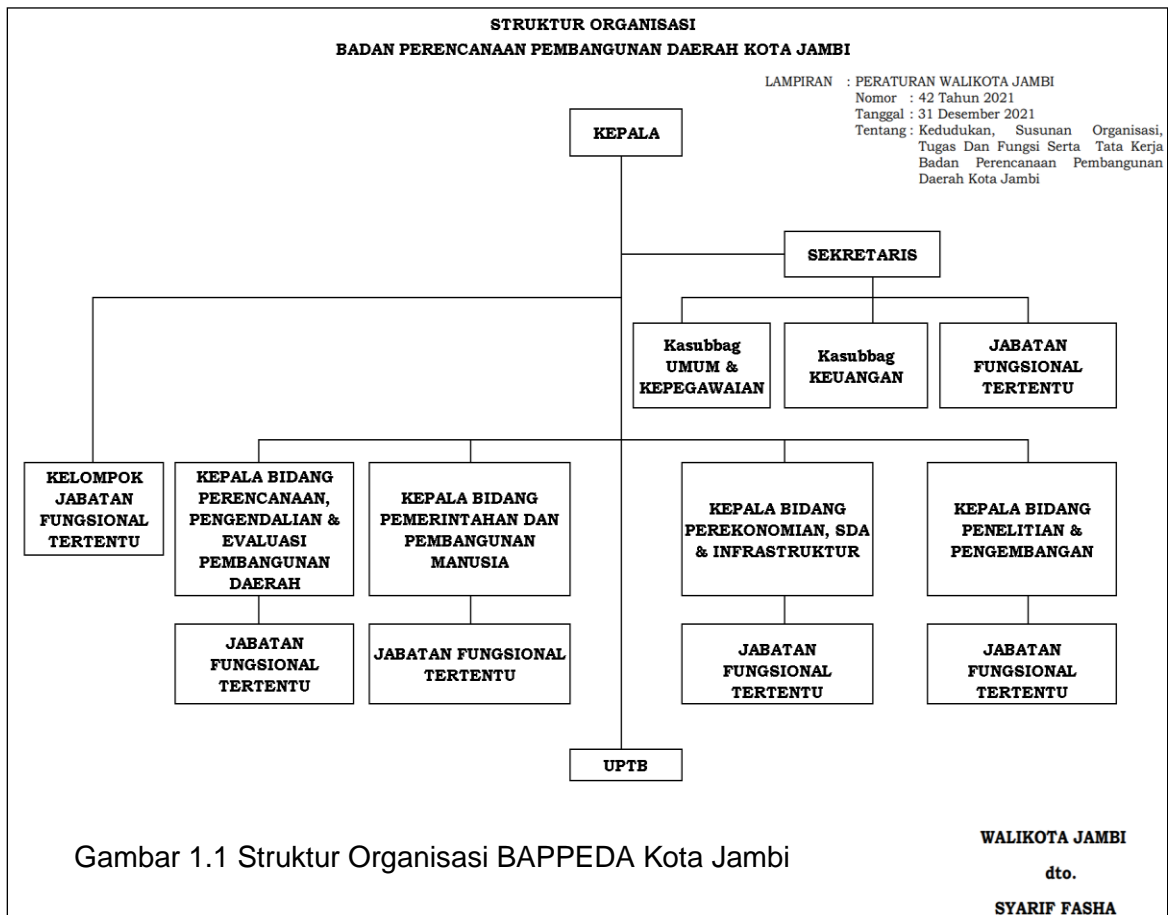 STRUKTUR ORGANISASI
BADAN PERENCANAAN PEMBANGUNAN DAERAH KOTA JAMBI
LAMPIRAN : PERATURAN WALIKOTA JAMBI
Nomor : 42 Tahun 2021
Tanggal : 31 Desember 2021
Tentang : Kedudukan, Susunan Organisasi,
Tugas Dan Fungsi Serta Tata Kerja
Badan Perencanaan Pembangunan
Daerah Kota Jambi
KEPALA
SEKRETARIS
Kasubbag
UMUM &
KEPEGAWAIAN
Kasubbag
KEUANGAN
JABATAN
FUNGSIONAL
TERTENTU
KELOMPOK
JABATAN
FUNGSIONAL
TERTENTU
KEPALA BIDANG
PERENCANAAN,
PENGENDALIAN &
EVALUASI
PEMBANGUNAN
DAERAH
KEPALA BIDANG
PEMERINTAHAN DAN
PEMBANGUNAN
MANUSIA
KEPALA BIDANG
PEREKONOMIAN, SDA
& INFRASTRUKTUR
KEPALA BIDANG
PENELITIAN &
PENGEMBANGAN
JABATAN
FUNGSIONAL
TERTENTU
JABATAN FUNGSIONAL
TERTENTU
JABATAN
FUNGSIONAL
TERTENTU
JABATAN
FUNGSIONAL
TERTENTU
UPTB
Gambar 1.1 Struktur Organisasi BAPPEDA Kota Jambi
WALIKOTA JAMBI
dto.
SYARIF FASHA